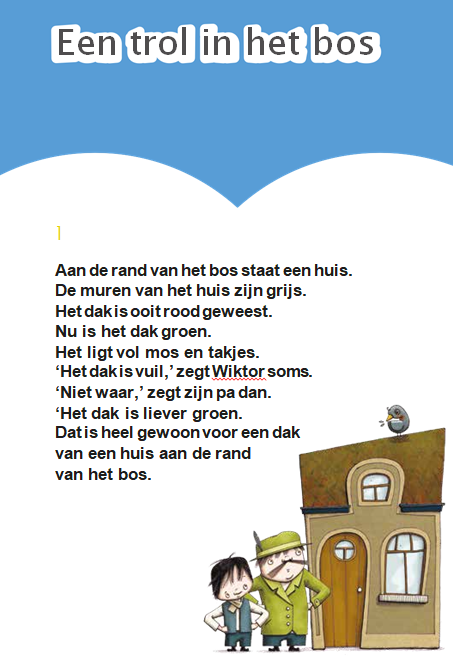 Een trol in het bos
1
Aan de rand van het bos staat een huis.
De muren van het huis zijn grijs.
Het dak is ooit rood geweest.
Nu is het dak groen.
Het ligt vol mos en takjes.
‘Het dak is vuil,’ zegt Wiktor soms.
‘Niet waar,’ zegt zijn pa dan.
‘Het dak is liever groen.
Dat is heel gewoon voor een dak
van een huis aan de rand
van het bos.